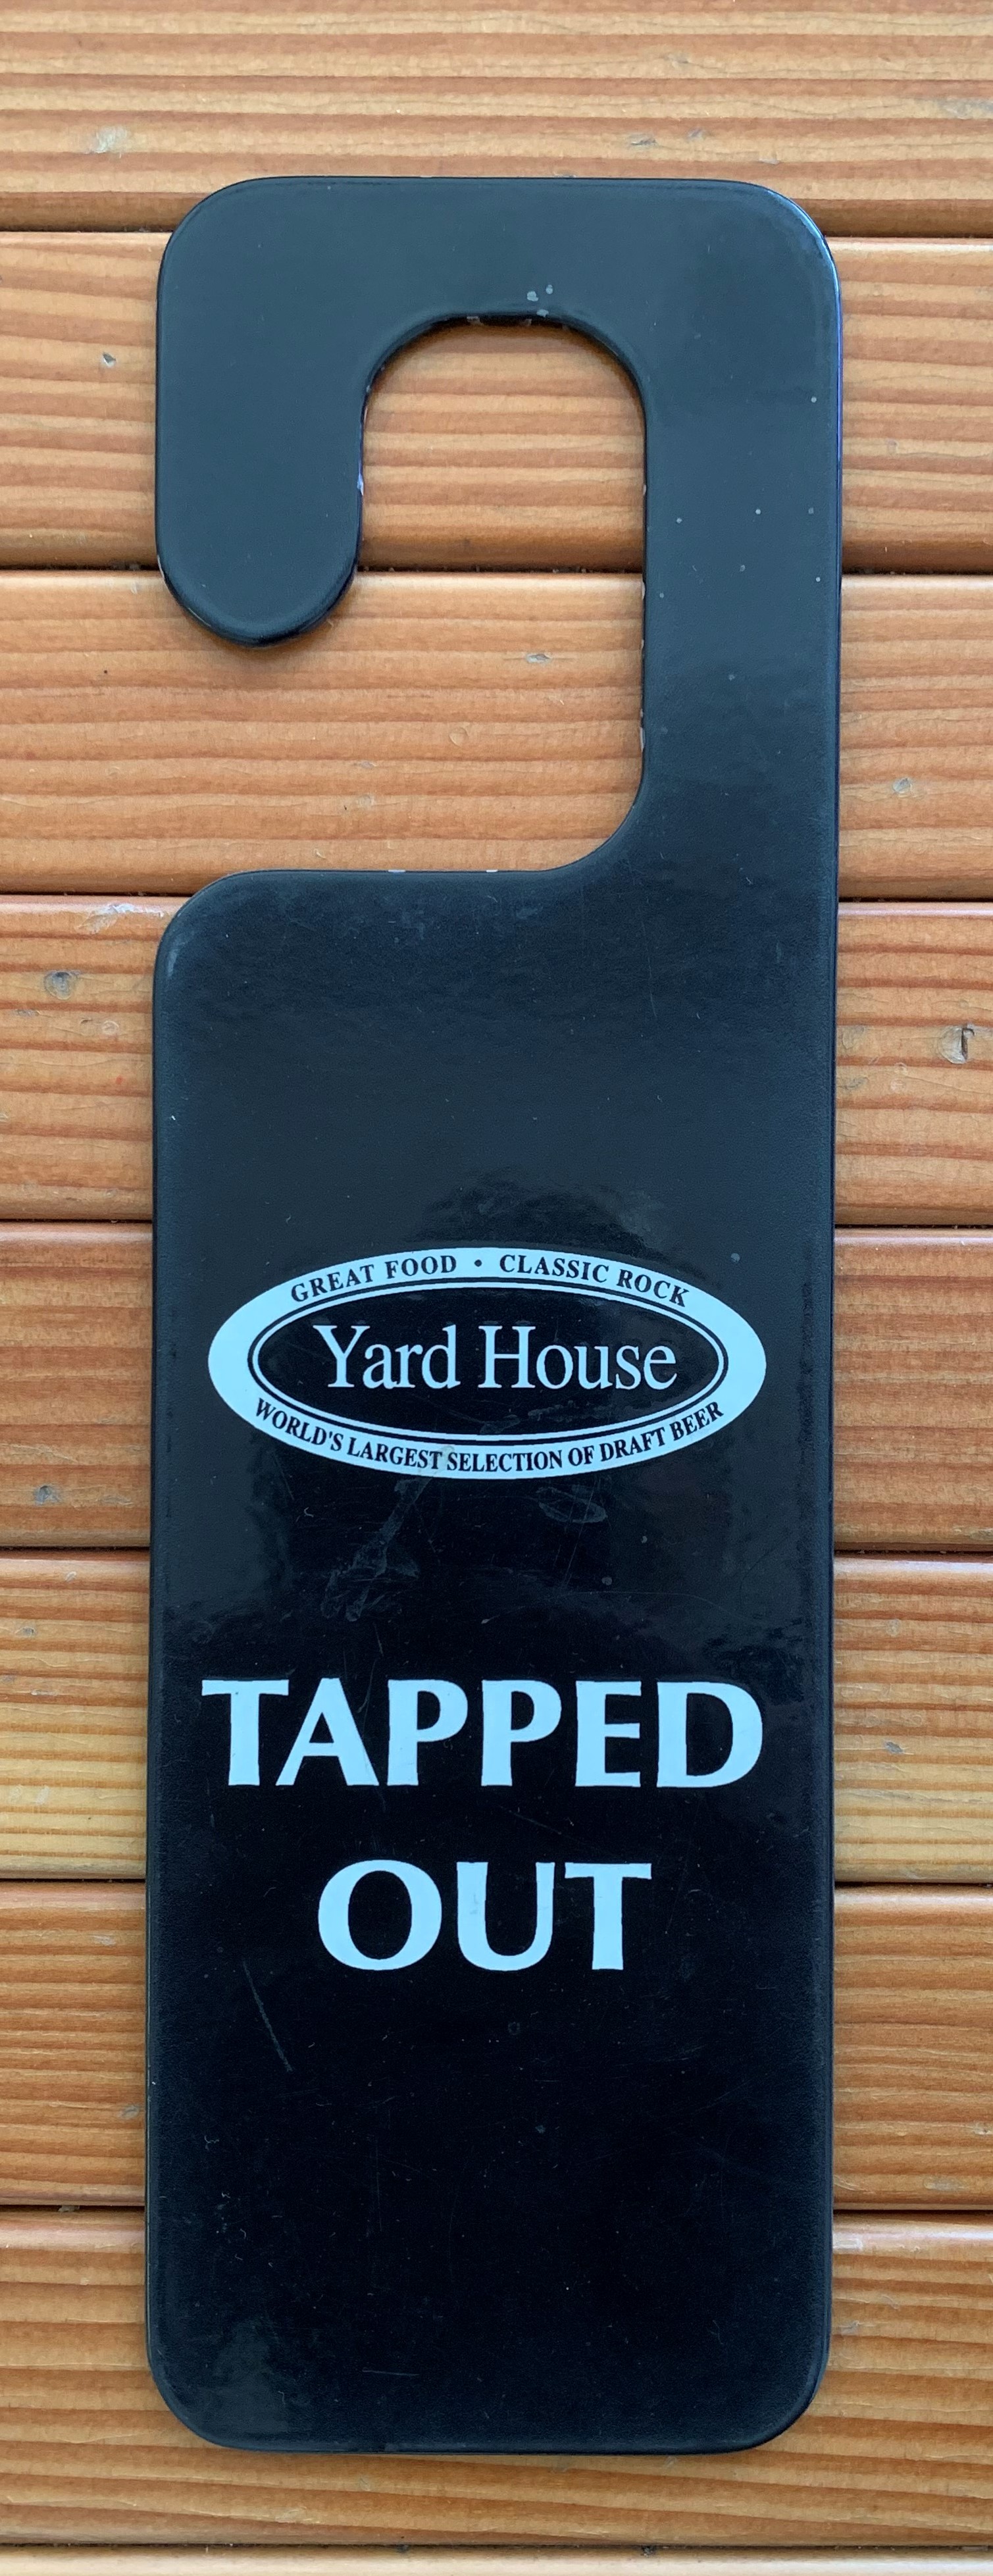 GREAT FOOD • CLASSIC ROCK
Yard House
WORLD'S LARGEST SELECTION OF DRAFT BEER
TAPPED
OUT